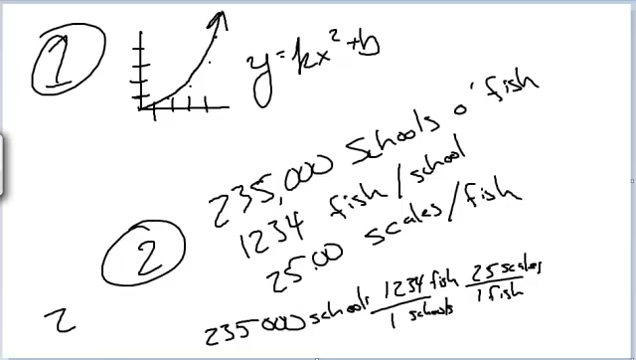 1
y = kx² + b
235,000 schools o' fish
1234 fish/school
25.00 scales/fish
2
235000 schools 1234 fish / 1 schools 25 scales / 1 fish